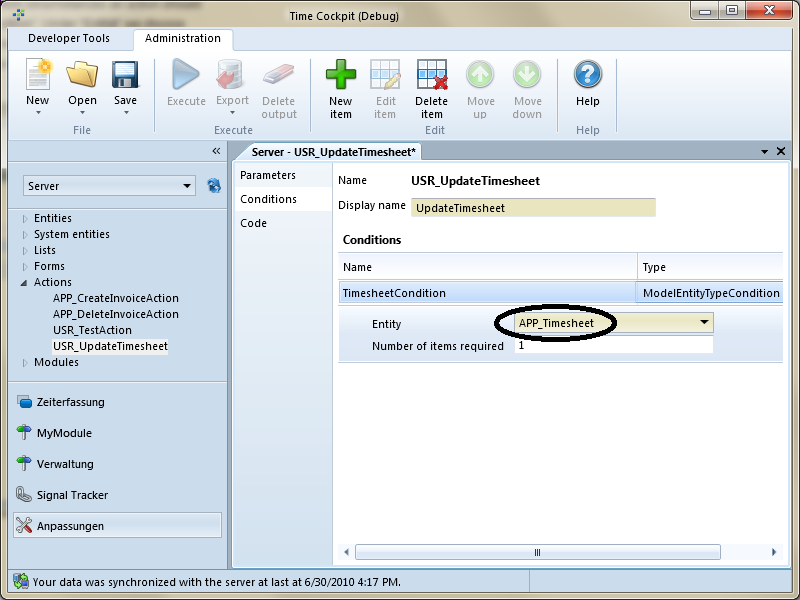 Time Cockpit (Debug)
Developer Tools
Administration
New
Open
Save
Execute
Export
Delete output
New item
Edit item
Delete item
Move up
Move down
Help
File
Execute
Edit
Help
«
Server - USR_UpdateTimesheet*
Server
Entities
System entities
Lists
Forms
Actions
APP_CreateInvoiceAction
APP_DeleteInvoiceAction
USR_TestAction
USR_UpdateTimesheet
Modules
Zeiterfassung
MyModule
Verwaltung
Signal Tracker
Anpassungen
Parameters
Conditions
Code
Name USR_UpdateTimesheet
Display name UpdateTimesheet
Conditions
Name Type
TimesheetCondition ModelEntityTypeCondition
Entity APP_Timesheet
Number of items required 1
Your data was synchronized with the server at last at 6/30/2010 4:17 PM.